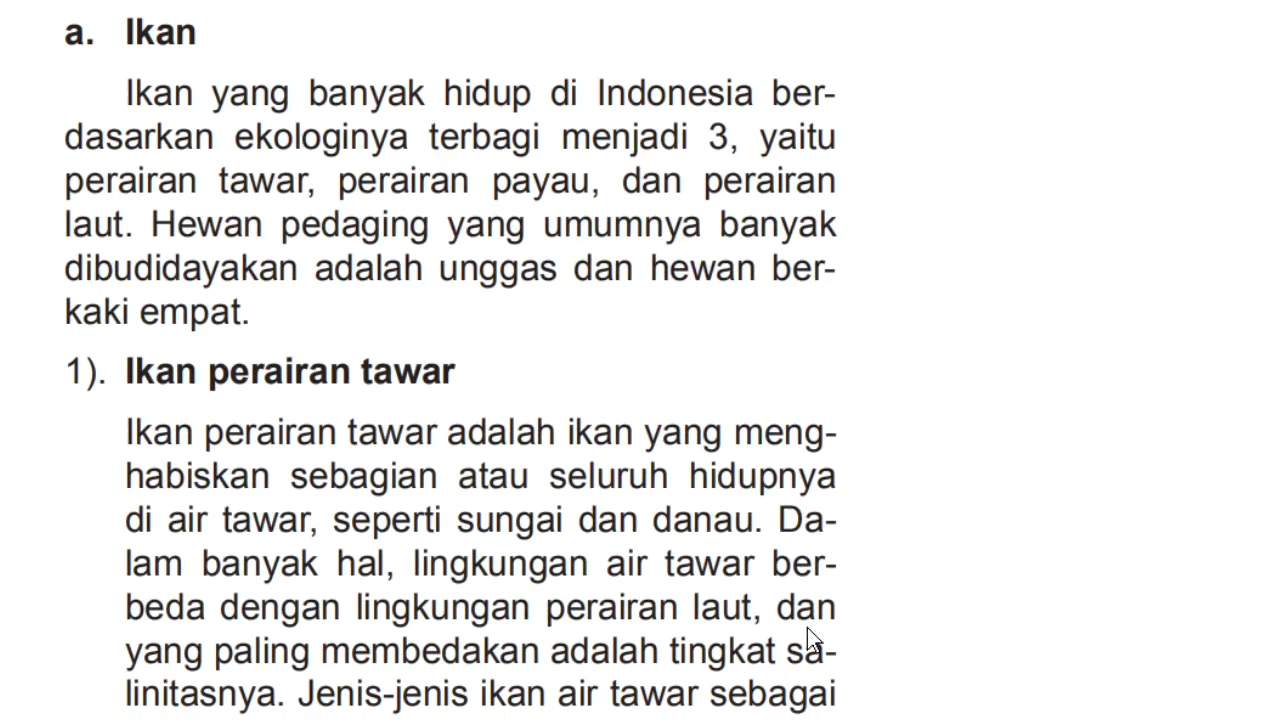 a. Ikan
Ikan yang banyak hidup di Indonesia ber-
dasarkan ekologinya terbagi menjadi 3, yaitu
perairan tawar, perairan payau, dan perairan
laut. Hewan pedaging yang umumnya banyak
dibudidayakan adalah unggas dan hewan ber-
kaki empat.
1). Ikan perairan tawar
Ikan perairan tawar adalah ikan yang meng-
habiskan sebagian atau seluruh hidupnya
di air tawar, seperti sungai dan danau. Da-
lam banyak hal, lingkungan air tawar ber-
beda dengan lingkungan perairan laut, dan
yang paling membedakan adalah tingkat sa-
linitasnya. Jenis-jenis ikan air tawar sebagai